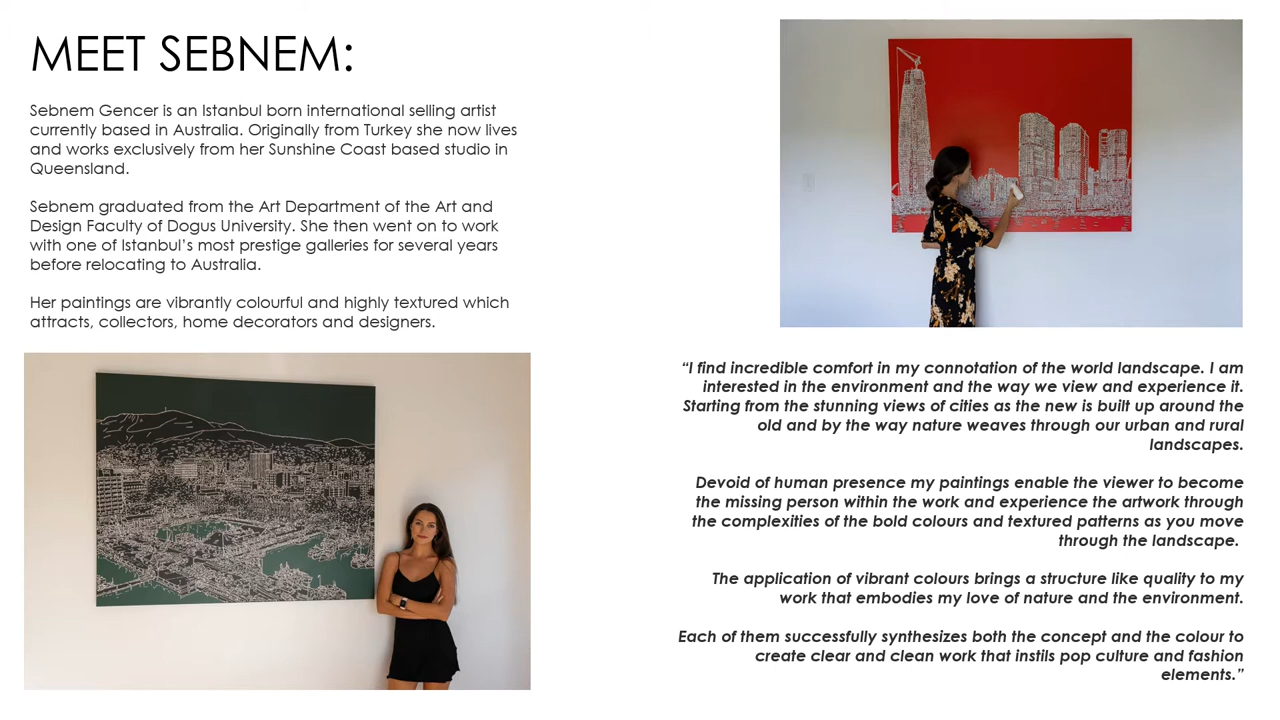 MEET SEBNEM:
Sebnem Gencer is an Istanbul born international selling artist
currently based in Australia. Originally from Turkey she now lives
and works exclusively from her Sunshine Coast based studio in
Queensland.
Sebnem graduated from the Art Department of the Art and
Design Faculty of Dogus University. She then went on to work
with one of Istanbul's most prestige galleries for several years
before relocating to Australia.
Her paintings are vibrantly colourful and highly textured which
attracts, collectors, home decorators and designers.
“I find incredible comfort in my connotation of the world landscape. I am
interested in the environment and the way we view and experience it.
Starting from the stunning views of cities as the new is built up around the
old and by the way nature weaves through our urban and rural
landscapes.
Devoid of human presence my paintings enable the viewer to become
the missing person within the work and experience the artwork through
the complexities of the bold colours and textured patterns as you move
through the landscape.
The application of vibrant colours brings a structure like quality to my
work that embodies my love of nature and the environment.
Each of them successfully synthesizes both the concept and the colour to
create clear and clean work that instils pop culture and fashion
elements.”